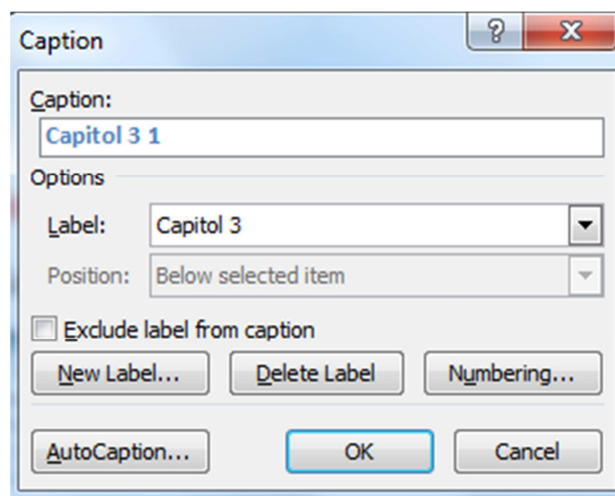 Caption
Caption:
Capitol 3 1
Options
Label: Capitol 3
Position: Below selected item
Exclude label from caption
New Label... Delete Label Numbering...
AutoCaption... OK Cancel